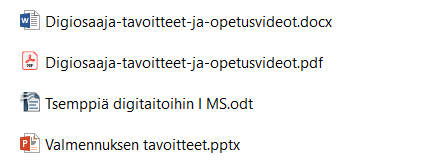 Digiosaaja-tavoitteet-ja-opetusvideot.docx
Digiosaaja-tavoitteet-ja-opetusvideot.pdf
Tsemppiä digitaitoihin I MS.odt
Valmennuksen tavoitteet.pptx